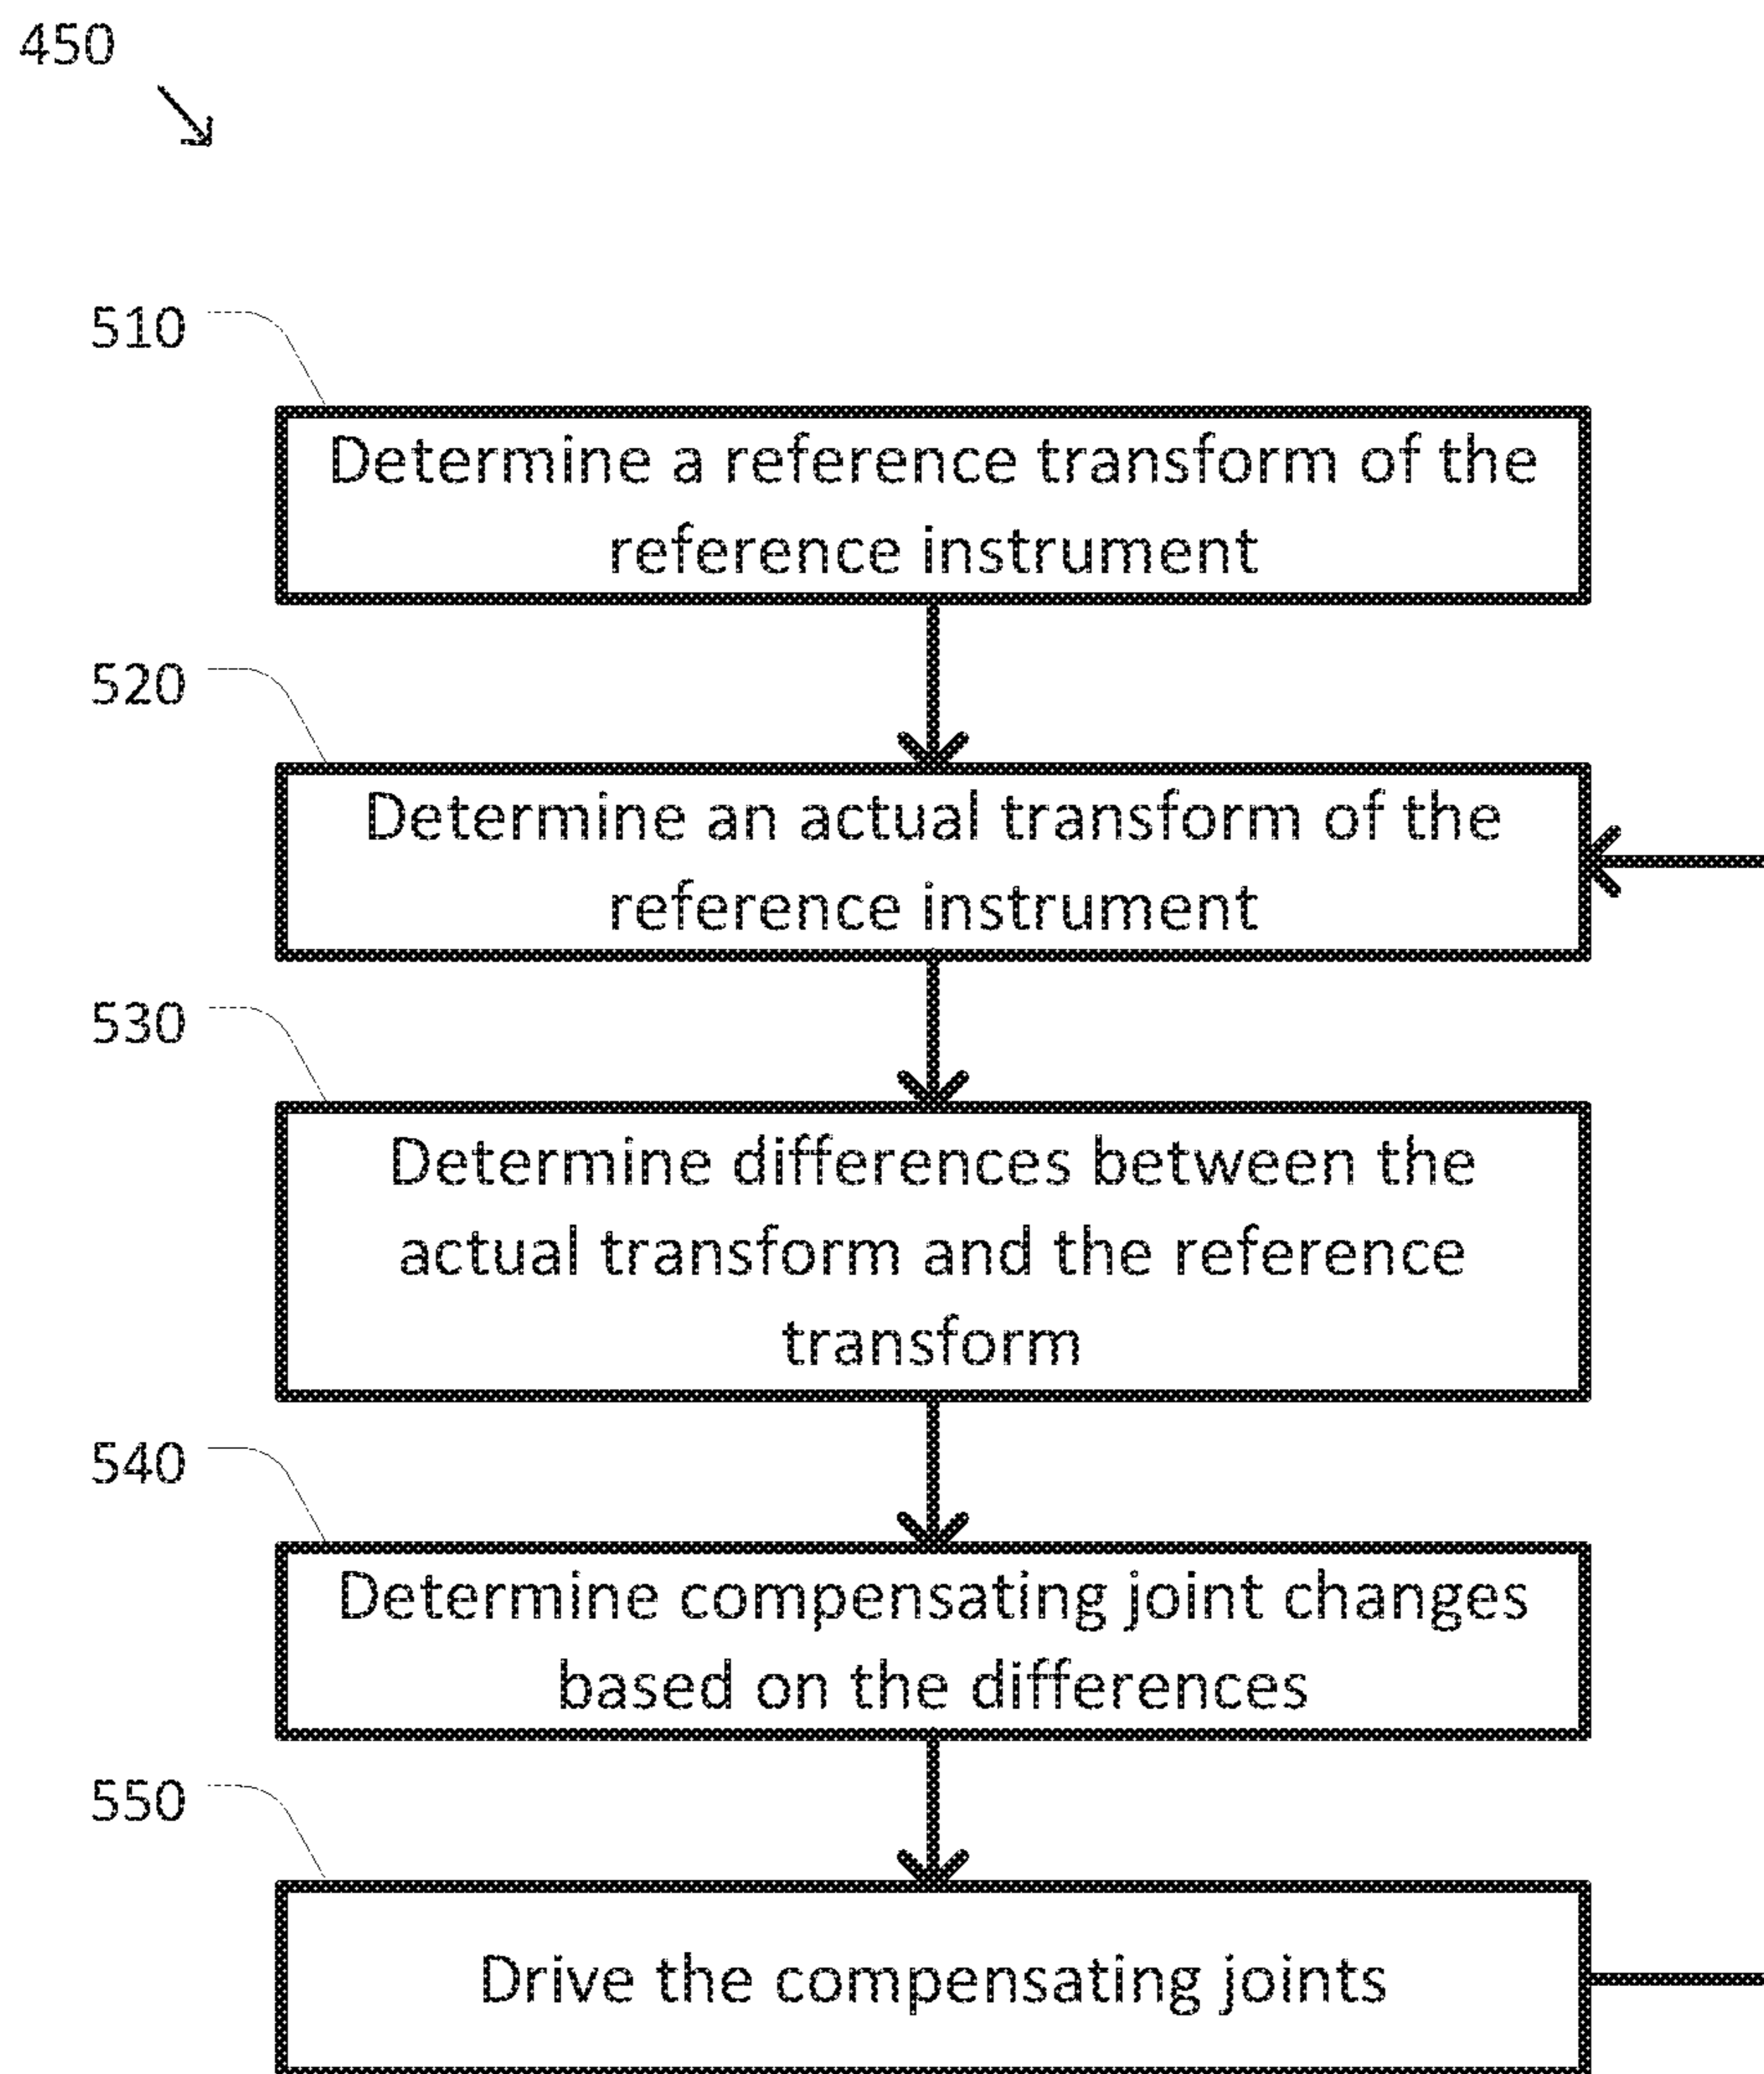 450
510
Determine a reference transform of the
reference instrument
520
Determine an actual transform of the
reference instrument
530
Determine differences between the
actual transform and the reference
transform
540
Determine compensating joint changes
based on the differences
550
Drive the compensating joints